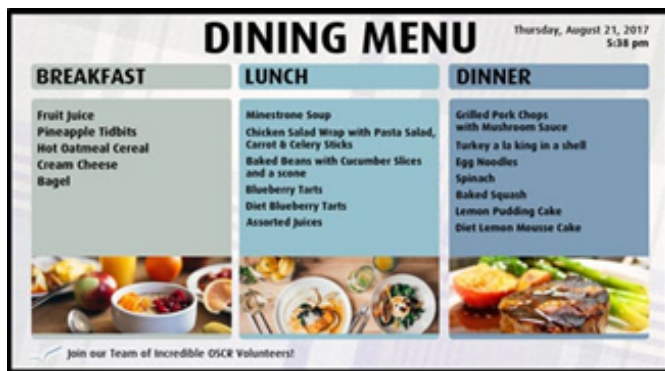 DINING MENU
Thursday, August 21, 2017
5:38 pm
BREAKFAST
Fruit Juice
Pineapple Tidbits
Hot Oatmeal Cereal
Cream Cheese
Bagel
LUNCH
Minestrone Soup
Chicken Salad Wrap with Pasta Salad,
Carrot & Celery Sticks
Baked Beans with Cucumber Slices
and a scone
Blueberry Tarts
Diet Blueberry Tarts
Assorted Juices
DINNER
Grilled Pork Chops
with Mushroom Sauce
Turkey a la king in a shell
Egg Noodles
Spinach
Baked Squash
Lemon Pudding Cake
Diet Lemon Mousse Cake
Join our Team of Incredible OSCR Volunteers!